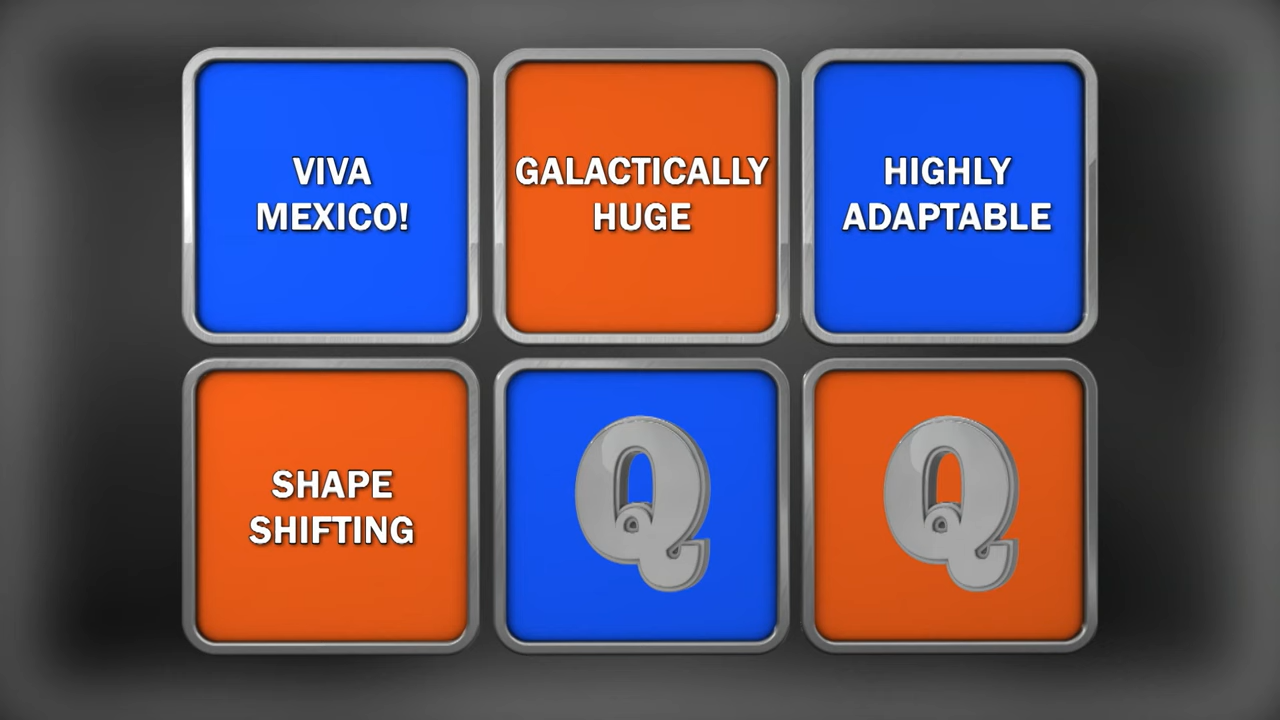 VIVA
MEXICO!
GALACTICALLY
HUGE
HIGHLY
ADAPTABLE
SHAPE
SHIFTING
Q
Q